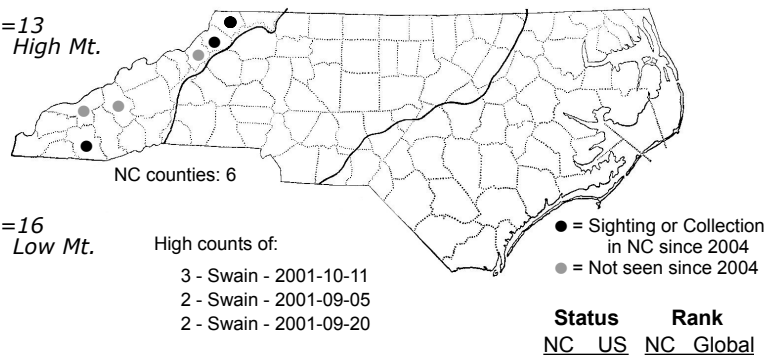 =13
High Mt.
NC counties: 6
=16
Low Mt.
High counts of:
3 - Swain - 2001-10-11
2 - Swain - 2001-09-05
2 - Swain - 2001-09-20
● = Sighting or Collection
in NC since 2004
● = Not seen since 2004
Status Rank
NC US NC Global